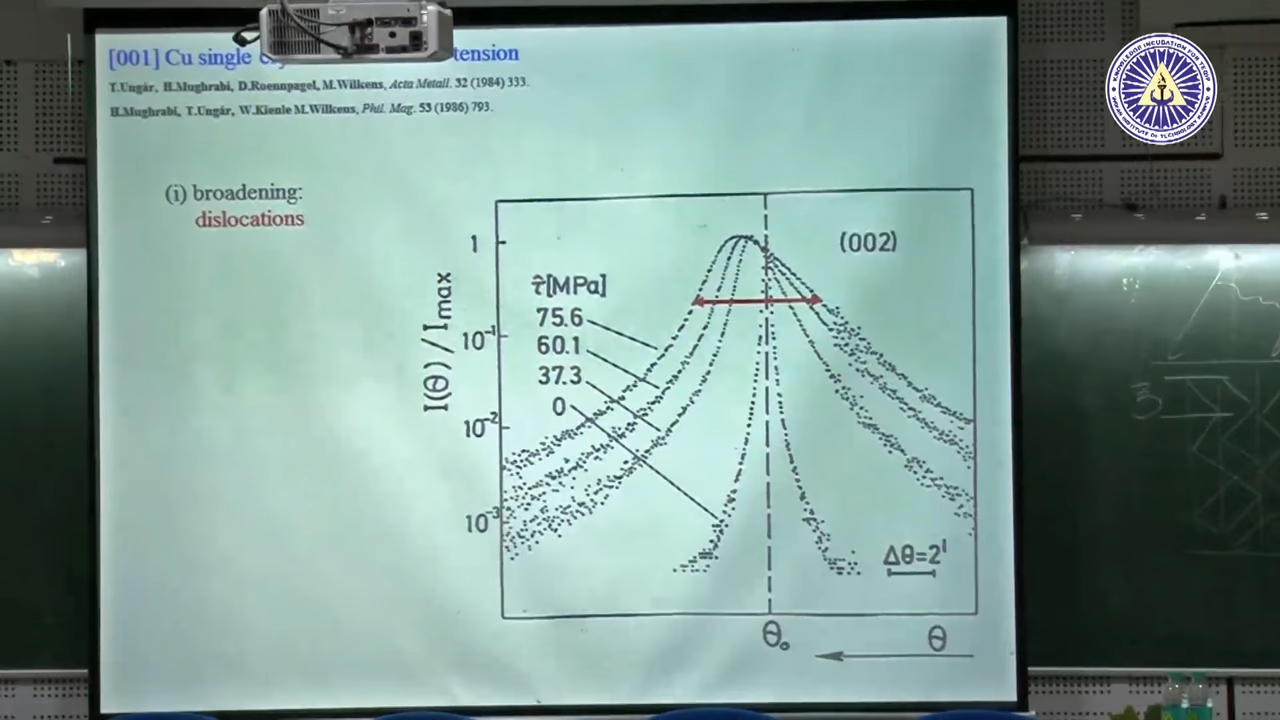 [001] Cu single tension
T.Ungár, H.Mughrabi, D.Roennpagel, M.Wilkens, Acta Metall. 32 (1984) 333.
H.Mughrabi, T.Ungár, W.Kienle M.Wilkens, Phil. Mag. 53 (1986) 793.
(i) broadening:
dislocations
(002)
I(θ) / Imax
1
10⁻¹
10⁻²
10⁻³
τ̂[MPa]
75.6
60.1
37.3
0
Δθ=2'
θ₀
θ